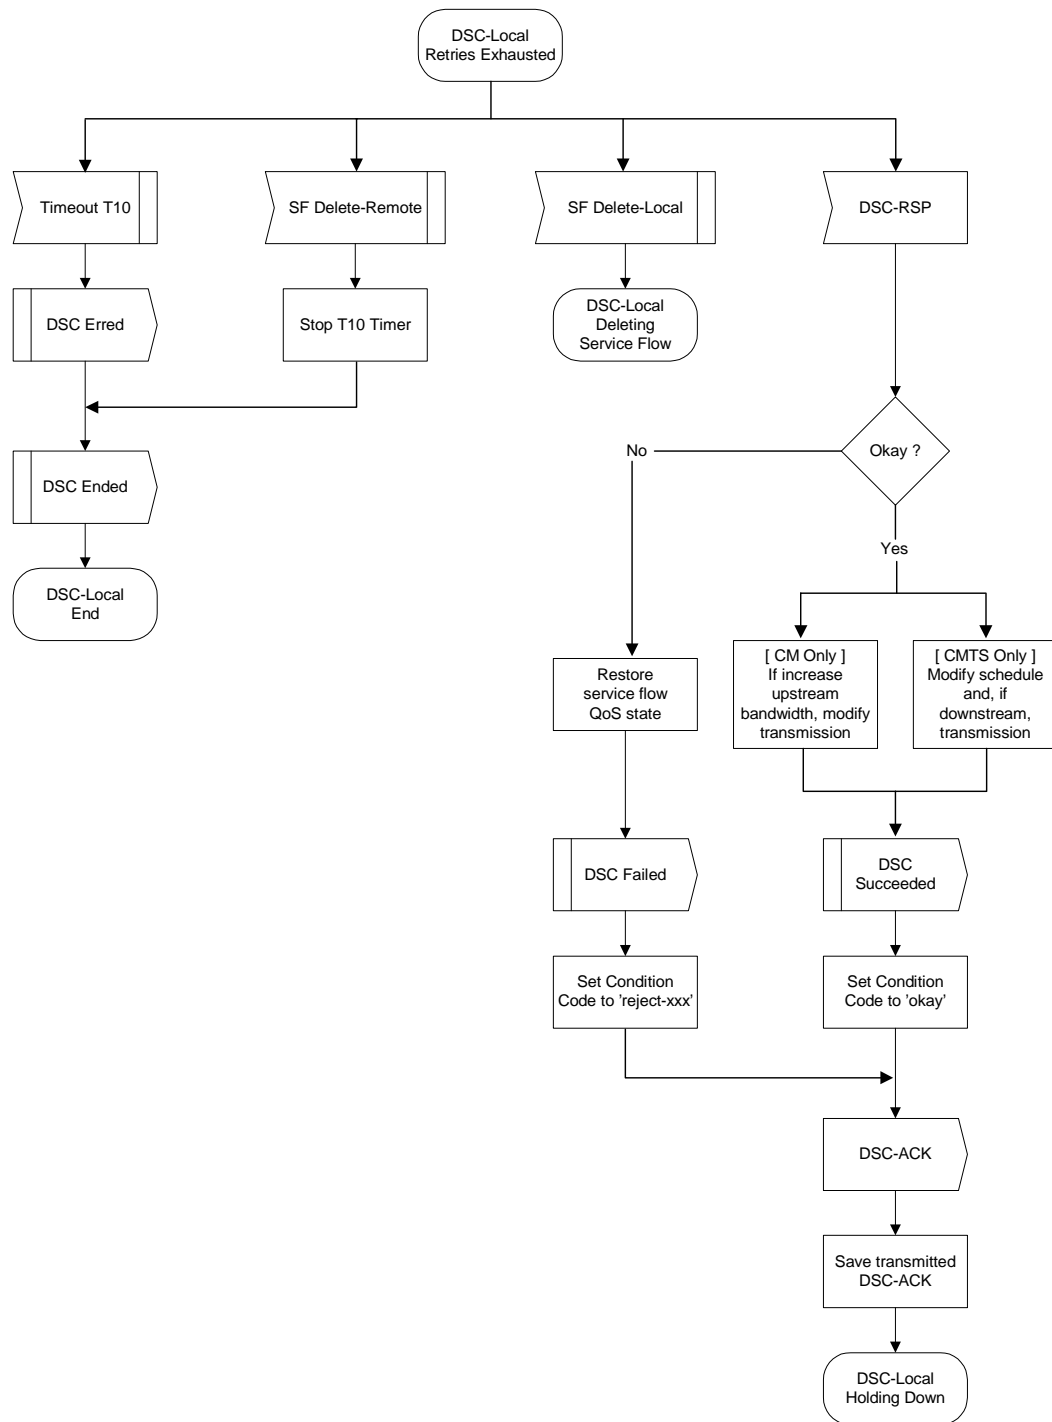 DSC-Local
Retries Exhausted
Timeout T10
SF Delete-Remote
SF Delete-Local
DSC-RSP
DSC Erred
Stop T10 Timer
DSC-Local
Deleting
Service Flow
No
Okay ?
DSC Ended
Yes
DSC-Local
End
Restore
service flow
QoS state
[ CM Only ]
If increase
upstream
bandwidth, modify
transmission
[ CMTS Only ]
Modify schedule
and, if
downstream,
transmission
DSC Failed
DSC
Succeeded
Set Condition
Code to 'reject-xxx'
Set Condition
Code to 'okay'
DSC-ACK
Save transmitted
DSC-ACK
DSC-Local
Holding Down